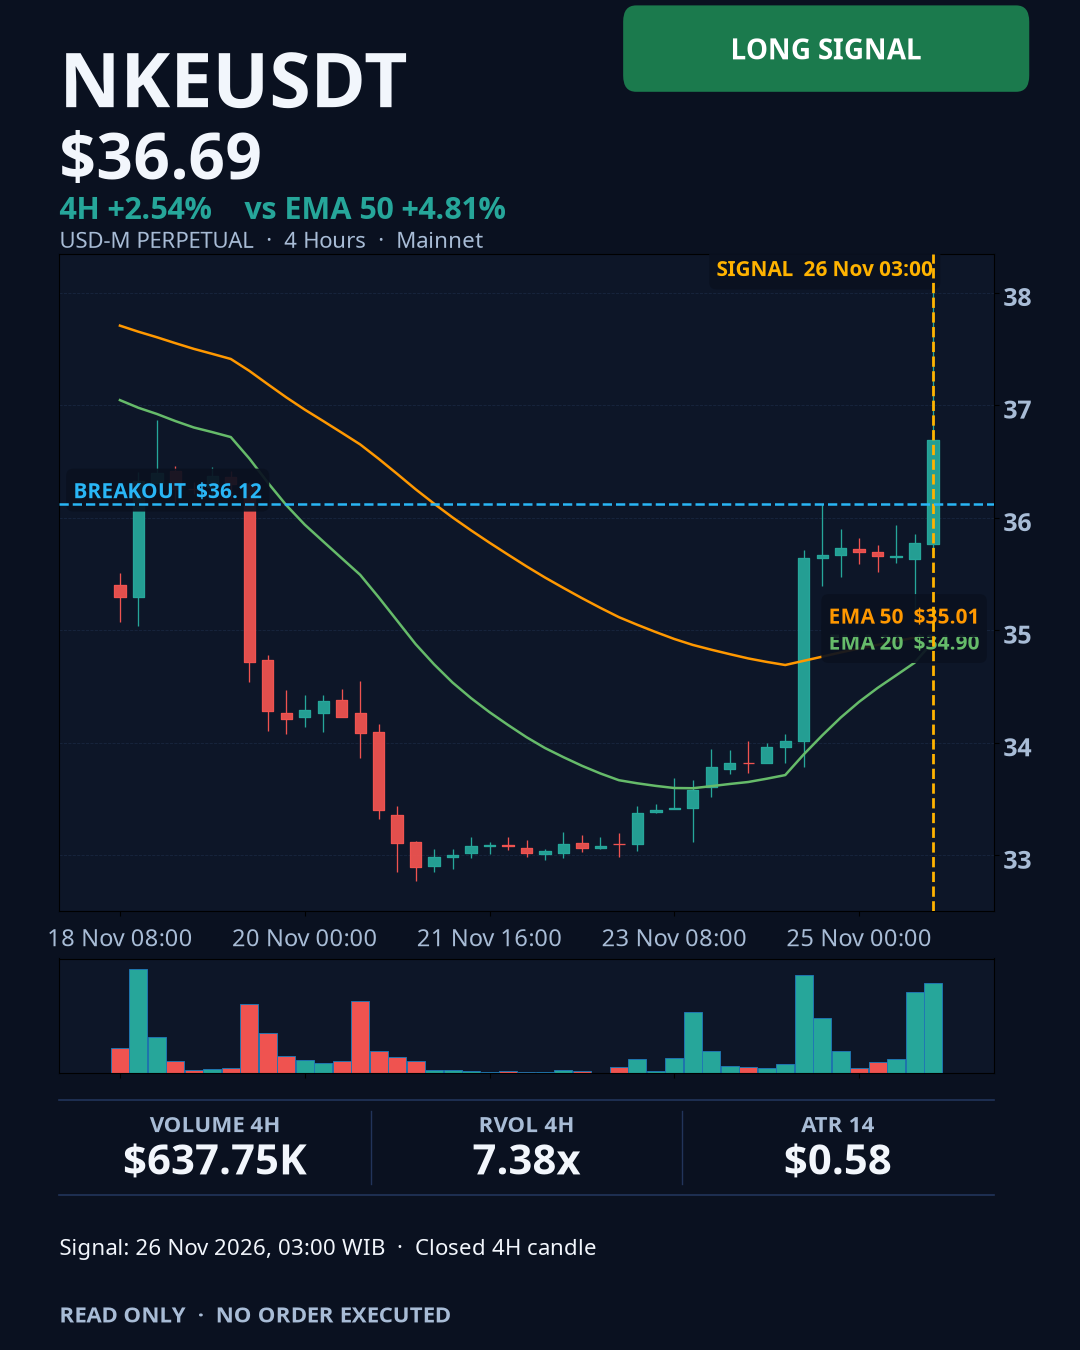 LONG SIGNAL
NKEUSDT
$36.69
4H +2.54% vs EMA 50 +4.81%
USD-M PERPETUAL · 4 Hours · Mainnet
SIGNAL 26 Nov 03:00
38
37
BREAKOUT $36.12
36
EMA 50 $35.01
35
EMA 20 $34.90
34
33
18 Nov 08:00 20 Nov 00:00 21 Nov 16:00 23 Nov 08:00 25 Nov 00:00
VOLUME 4H RVOL 4H ATR 14
$637.75K 7.38x $0.58
Signal: 26 Nov 2026, 03:00 WIB · Closed 4H candle
READ ONLY · NO ORDER EXECUTED